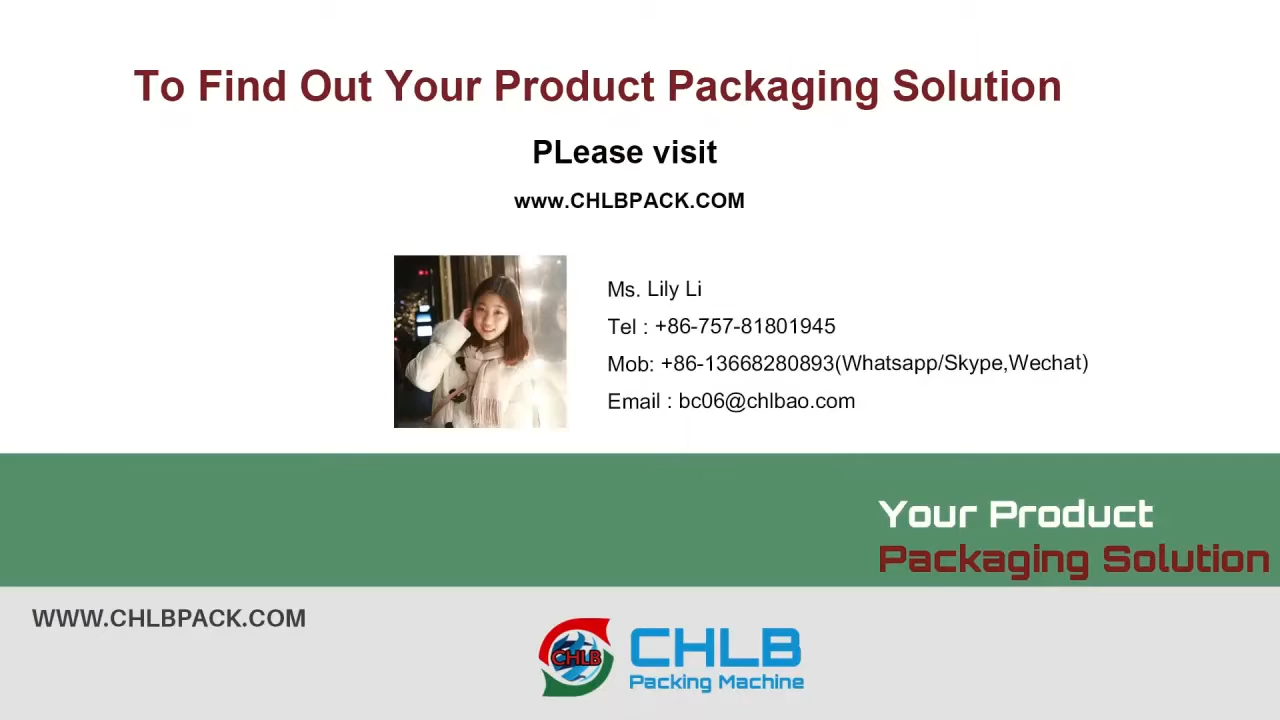 To Find Out Your Product Packaging Solution
PLease visit
www.CHLBPACK.COM
Ms. Lily Li
Tel : +86-757-81801945
Mob: +86-13668280893(Whatsapp/Skype,Wechat)
Email : bc06@chlbao.com
Your Product
Packaging Solution
WWW.CHLBPACK.COM
CHLB
CHLB
Packing Machine